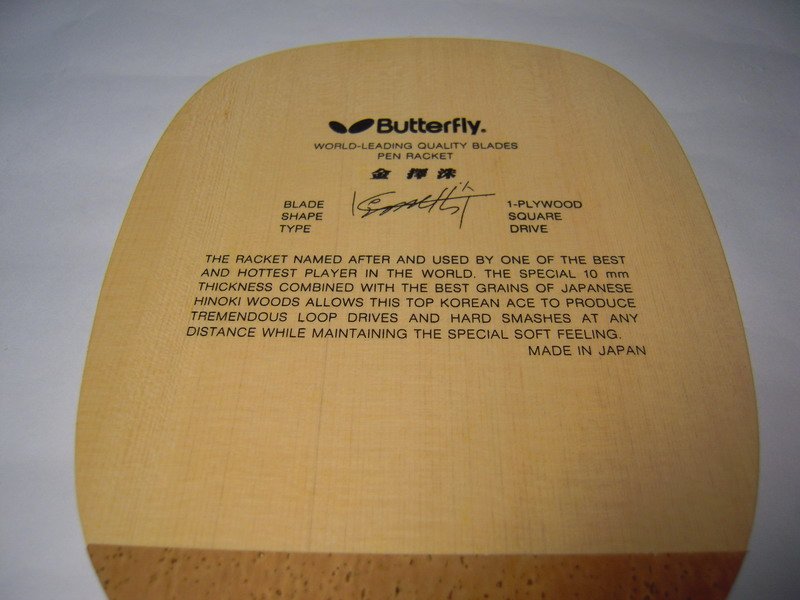 Butterfly.
WORLD-LEADING QUALITY BLADES
PEN RACKET
金擇洙
BLADE 1-PLYWOOD
SHAPE SQUARE
TYPE DRIVE
THE RACKET NAMED AFTER AND USED BY ONE OF THE BEST
AND HOTTEST PLAYER IN THE WORLD. THE SPECIAL 10 mm
THICKNESS COMBINED WITH THE BEST GRAINS OF JAPANESE
HINOKI WOODS ALLOWS THIS TOP KOREAN ACE TO PRODUCE
TREMENDOUS LOOP DRIVES AND HARD SMASHES AT ANY
DISTANCE WHILE MAINTAINING THE SPECIAL SOFT FEELING.
MADE IN JAPAN